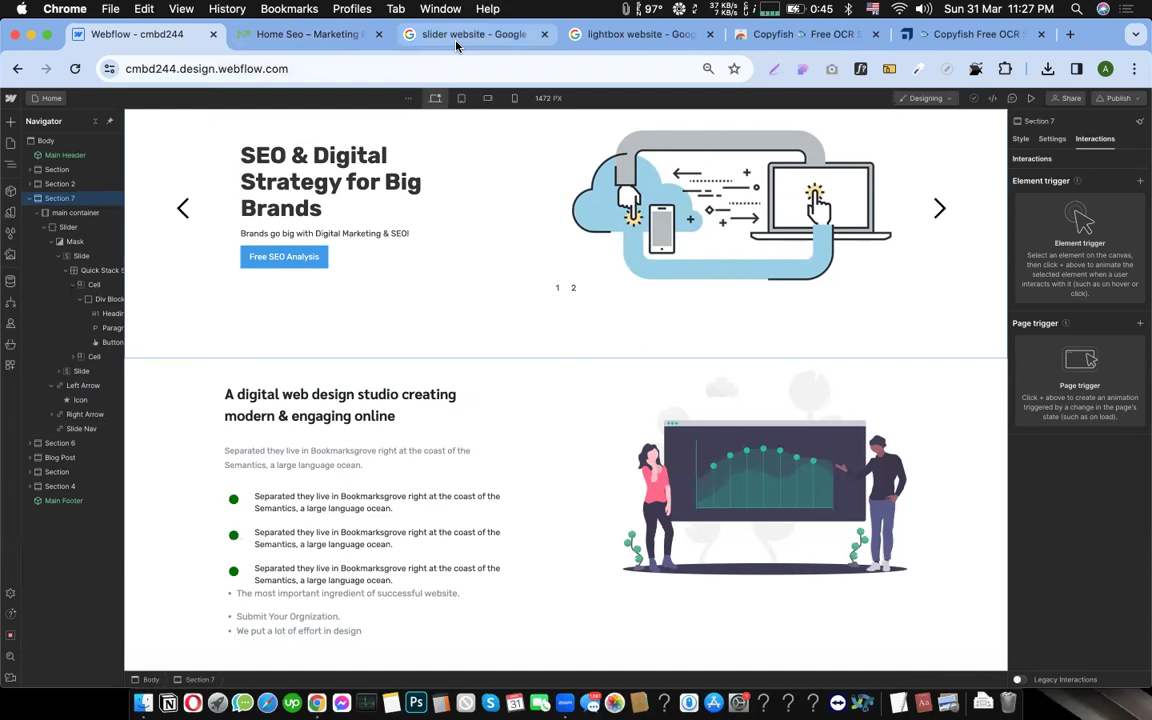 Chrome File Edit View History Bookmarks Profiles Tab Window Help 97° 37 KB/s 0:45 Sun 31 Mar 11:27 PM
Webflow - cmbd244
Home Seo – Marketing
slider website - Google
lightbox website - Goo
Copyfish Free OCR S
Copyfish Free OCR S
cmbd244.design.webflow.com
A
Home
1472 PX
Designing
Share
Publish
Navigator
Body
Main Header
Section
Section 2
Section 7
main container
Slider
Mask
Slide
Quick Stack
Cell
Div Block
H1 Headin
Paragr
Button
Cell
Slide
Left Arrow
Icon
Right Arrow
Slide Nav
Section 6
Blog Post
Section
Section 4
Main Footer
SEO & Digital
Strategy for Big
Brands
Brands go big with Digital Marketing & SEO!
Free SEO Analysis
1 2
A digital web design studio creating
modern & engaging online
Separated they live in Bookmarksgrove right at the coast of the
Semantics, a large language ocean.
Separated they live in Bookmarksgrove right at the coast of the
Semantics, a large language ocean.
Separated they live in Bookmarksgrove right at the coast of the
Semantics, a large language ocean.
Separated they live in Bookmarksgrove right at the coast of the
Semantics, a large language ocean.
• The most important ingredient of successful website.
• Submit Your Orgnization.
• We put a lot of effort in design
Section 7
Style Settings Interactions
Interactions
Element trigger
Element trigger
Select an element on the canvas,
then click + above to animate the
selected element when a user
interacts with it (such as on hover or
click).
Page trigger
Page trigger
Click + above to create an animation
triggered by a change in the page's
state (such as on load).
Body Section 7
Legacy Interactions